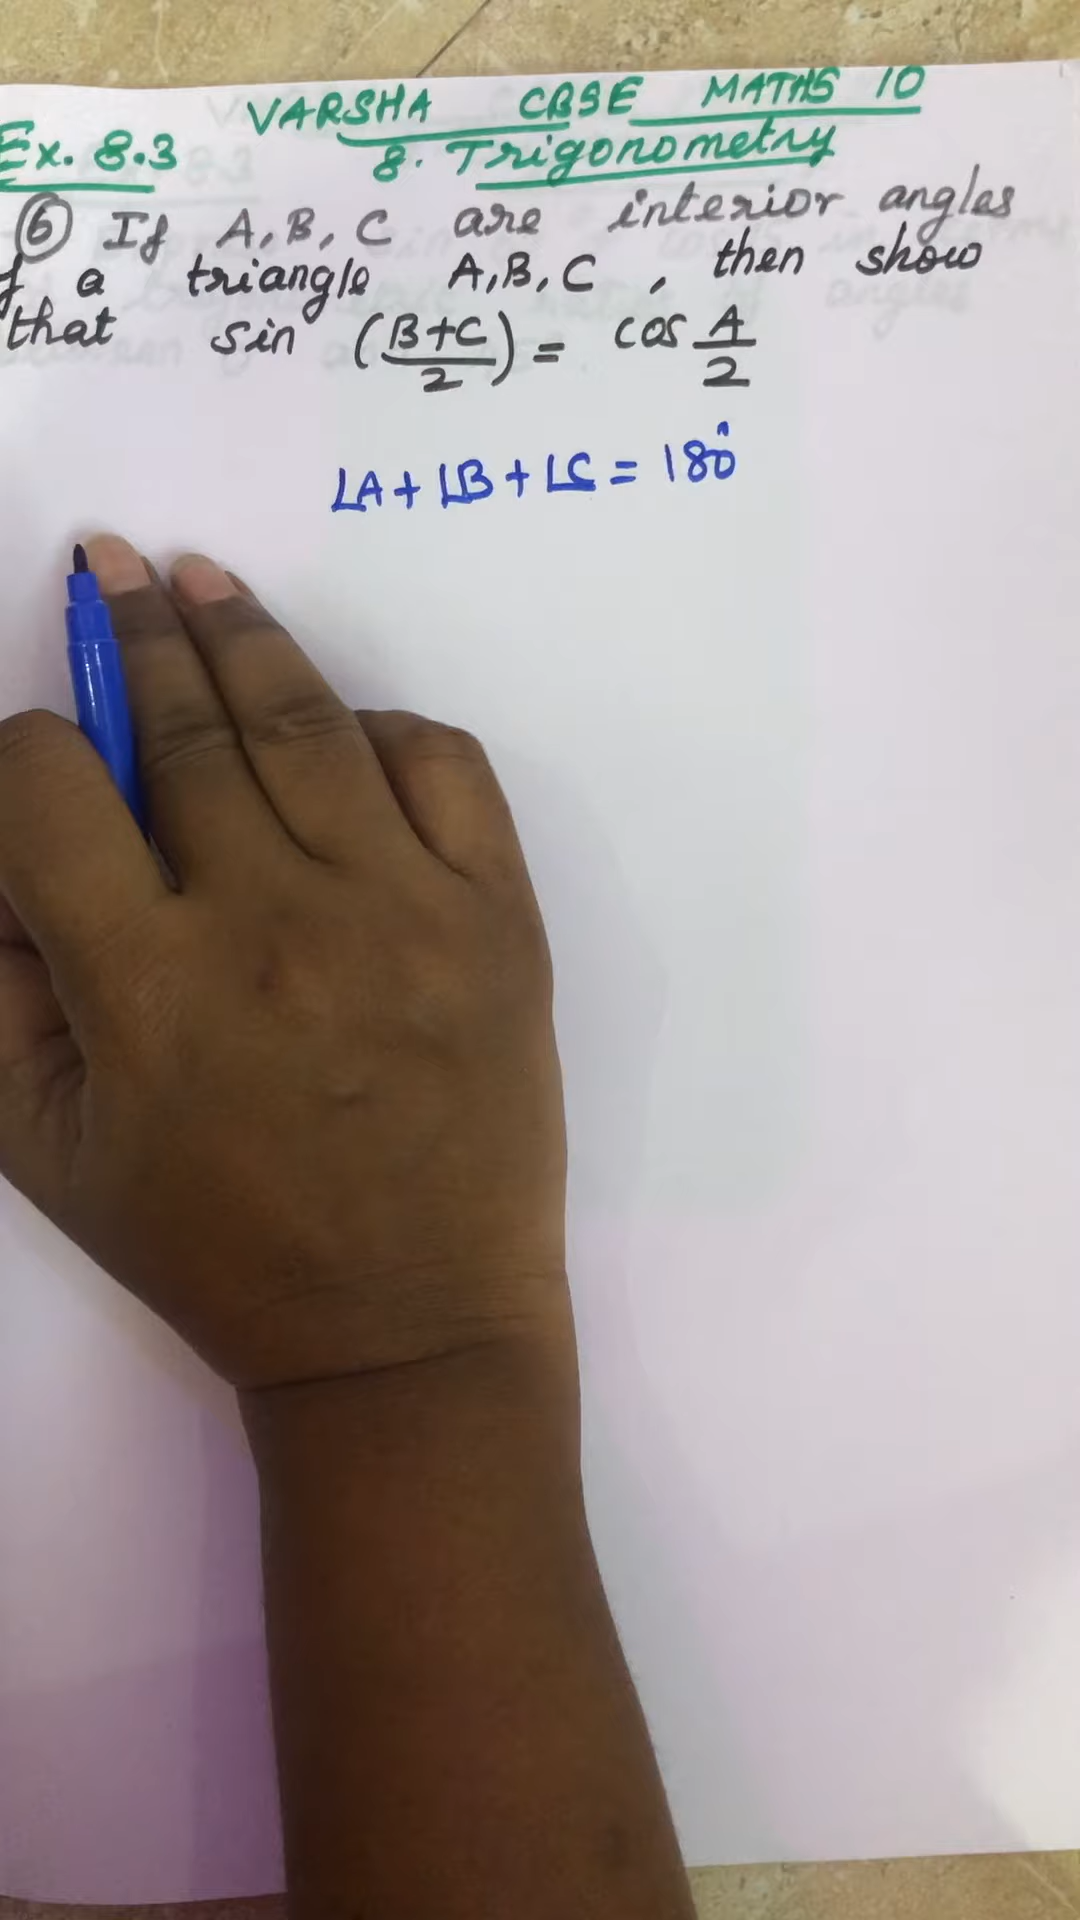 VARSHA CBSE MATHS 10
Ex. 8.3 8. Trigonometry
⑥ If A, B, C are interior angles
f a triangle A, B, C, then show
that sin (B+C/2) = cos A/2
∠A + ∠B + ∠C = 180°